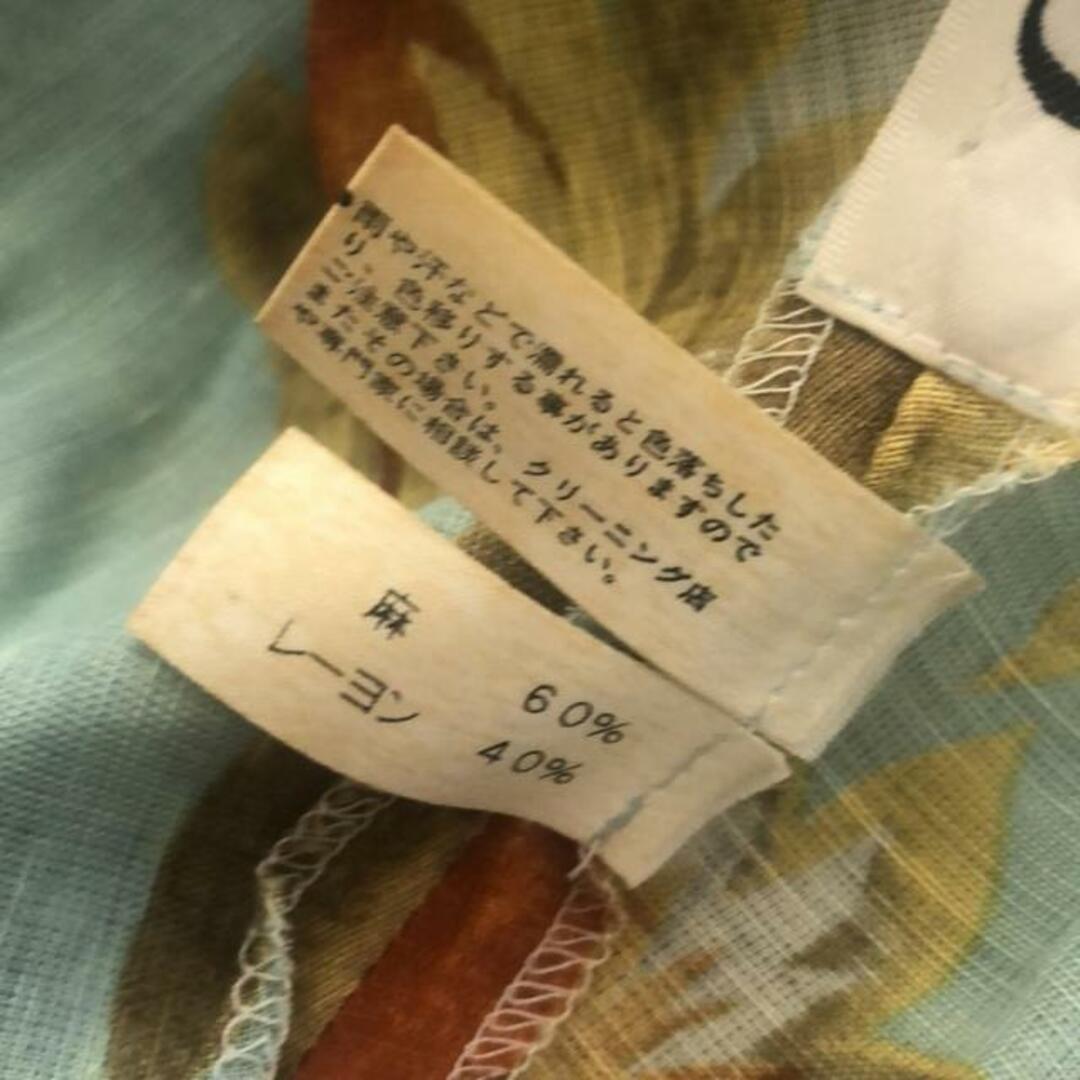 雨や汗などで濡れると色落ちした
り、色移りする事がありますので
ご注意下さい。
またその場合は、クリーニング店
や専門家に相談して下さい。
麻 60%
レーヨン 40%